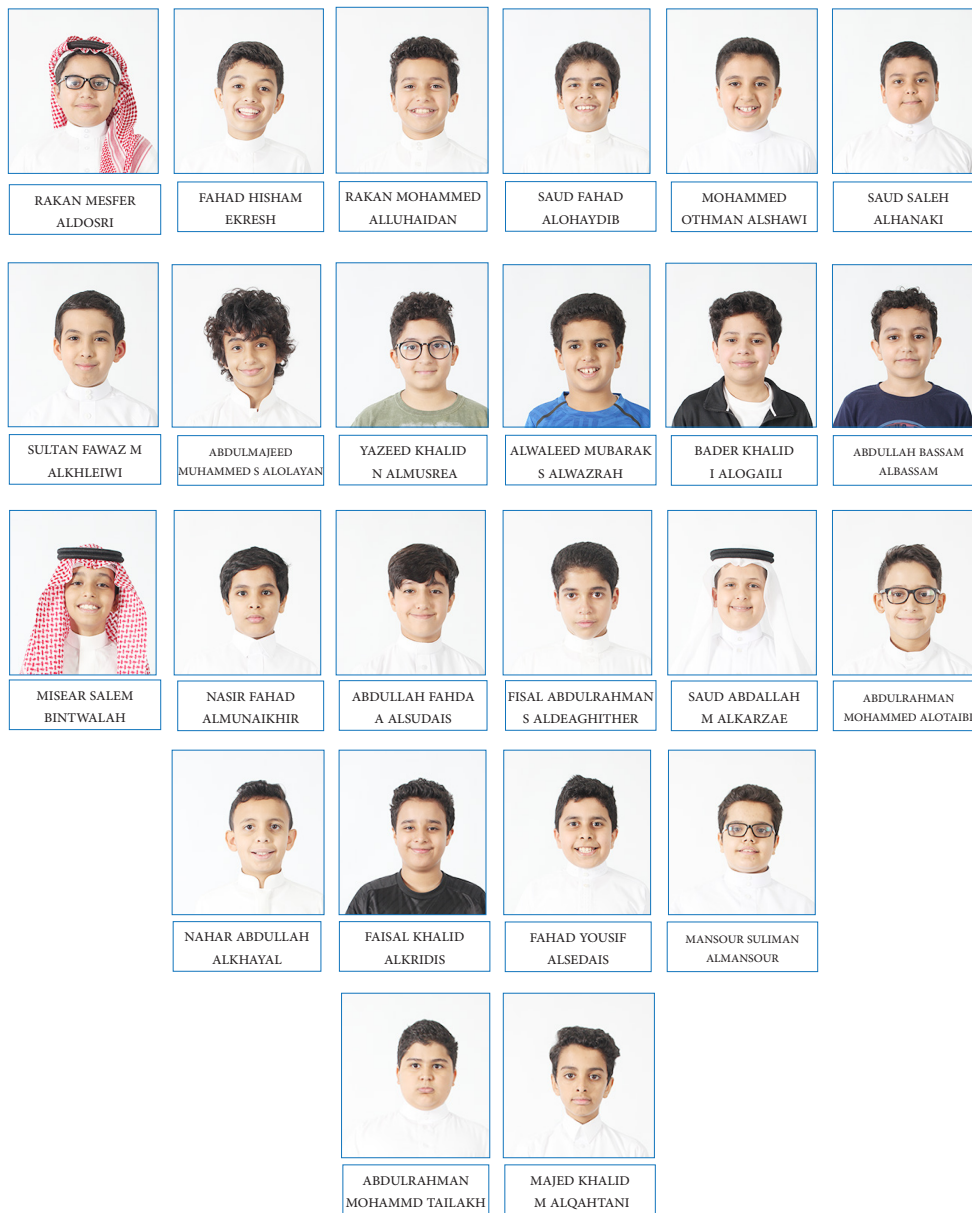 RAKAN MESFER
ALDOSRI
FAHAD HISHAM
EKRESH
RAKAN MOHAMMED
ALLUHAIDAN
SAUD FAHAD
ALOHAYDIB
MOHAMMED
OTHMAN ALSHAWI
SAUD SALEH
ALHANAKI
SULTAN FAWAZ M
ALKHLEIWI
ABDULMAJEED
MUHAMMED S ALOLAYAN
YAZEED KHALID
N ALMUSREA
ALWALEED MUBARAK
S ALWAZRAH
BADER KHALID
I ALOGAILI
ABDULLAH BASSAM
ALBASSAM
MISEAR SALEM
BINTWALAH
NASIR FAHAD
ALMUNAIKHIR
ABDULLAH FAHDA
A ALSUDAIS
FISAL ABDULRAHMAN
S ALDEAGHITHER
SAUD ABDALLAH
M ALKARZAE
ABDULRAHMAN
MOHAMMED ALOTAIBI
NAHAR ABDULLAH
ALKHAYAL
FAISAL KHALID
ALKRIDIS
FAHAD YOUSIF
ALSEDAIS
MANSOUR SULIMAN
ALMANSOUR
ABDULRAHMAN
MOHAMMD TAILAKH
MAJED KHALID
M ALQAHTANI